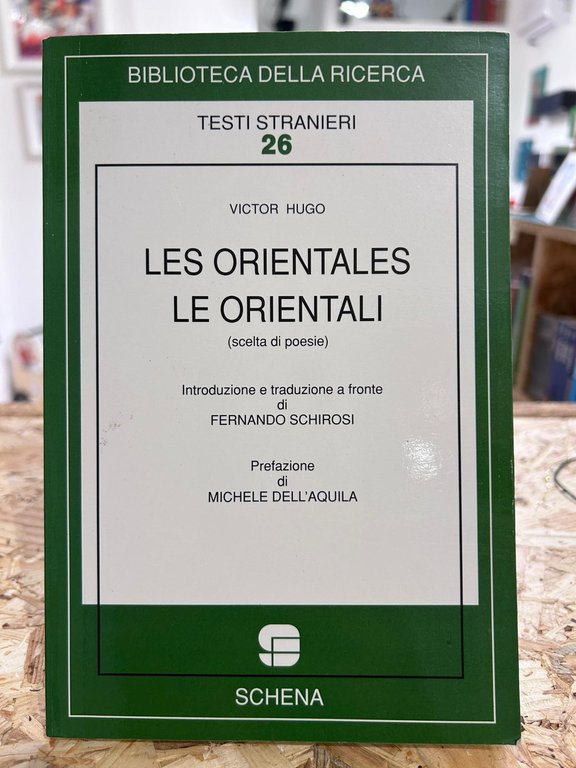 BIBLIOTECA DELLA RICERCA
TESTI STRANIERI
26
VICTOR HUGO
LES ORIENTALES
LE ORIENTALI
(scelta di poesie)
Introduzione e traduzione a fronte
di
FERNANDO SCHIROSI
Prefazione
di
MICHELE DELL'AQUILA
SCHENA